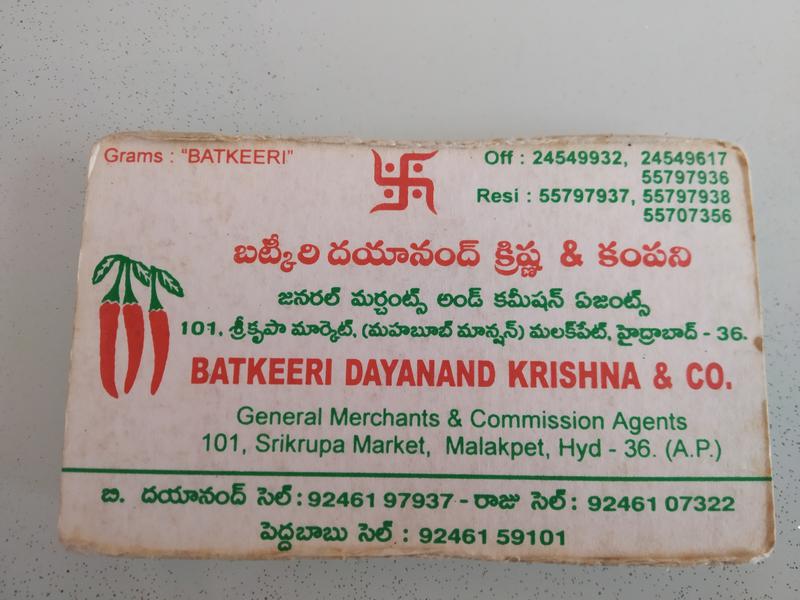 Grams : "BATKEERI"
Off : 24549932, 24549617
55797936
Resi : 55797937, 55797938
55707356
బట్కీరి దయానంద్ క్రిష్ణ & కంపని
జనరల్ మర్చంట్స్ అండ్ కమీషన్ ఏజంట్స్
101, శ్రీకృపా మార్కెట్, (మహబూబ్ మాన్షన్) మలక్‌పేట్, హైద్రాబాద్ - 36.
BATKEERI DAYANAND KRISHNA & CO.
General Merchants & Commission Agents
101, Srikrupa Market, Malakpet, Hyd - 36. (A.P.)
బి. దయానంద్ సెల్ : 92461 97937 - రాజు సెల్ : 92461 07322
పెద్దబాబు సెల్ : 92461 59101